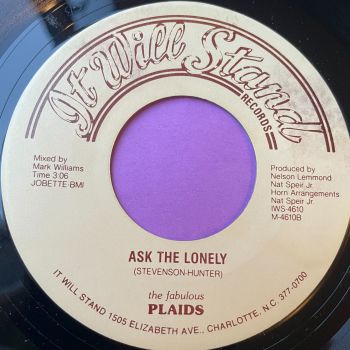 It Will Stand
RECORDS
Mixed by
Mark Williams
Time 3:06
JOBETTE-BMI
Produced by
Nelson Lemmond
Nat Speir Jr.
Horn Arrangements
Nat Speir Jr.
IWS-4610
M-4610B
ASK THE LONELY
(STEVENSON-HUNTER)
the fabulous
PLAIDS
IT WILL STAND 1505 ELIZABETH AVE., CHARLOTTE, N.C. 377-0700